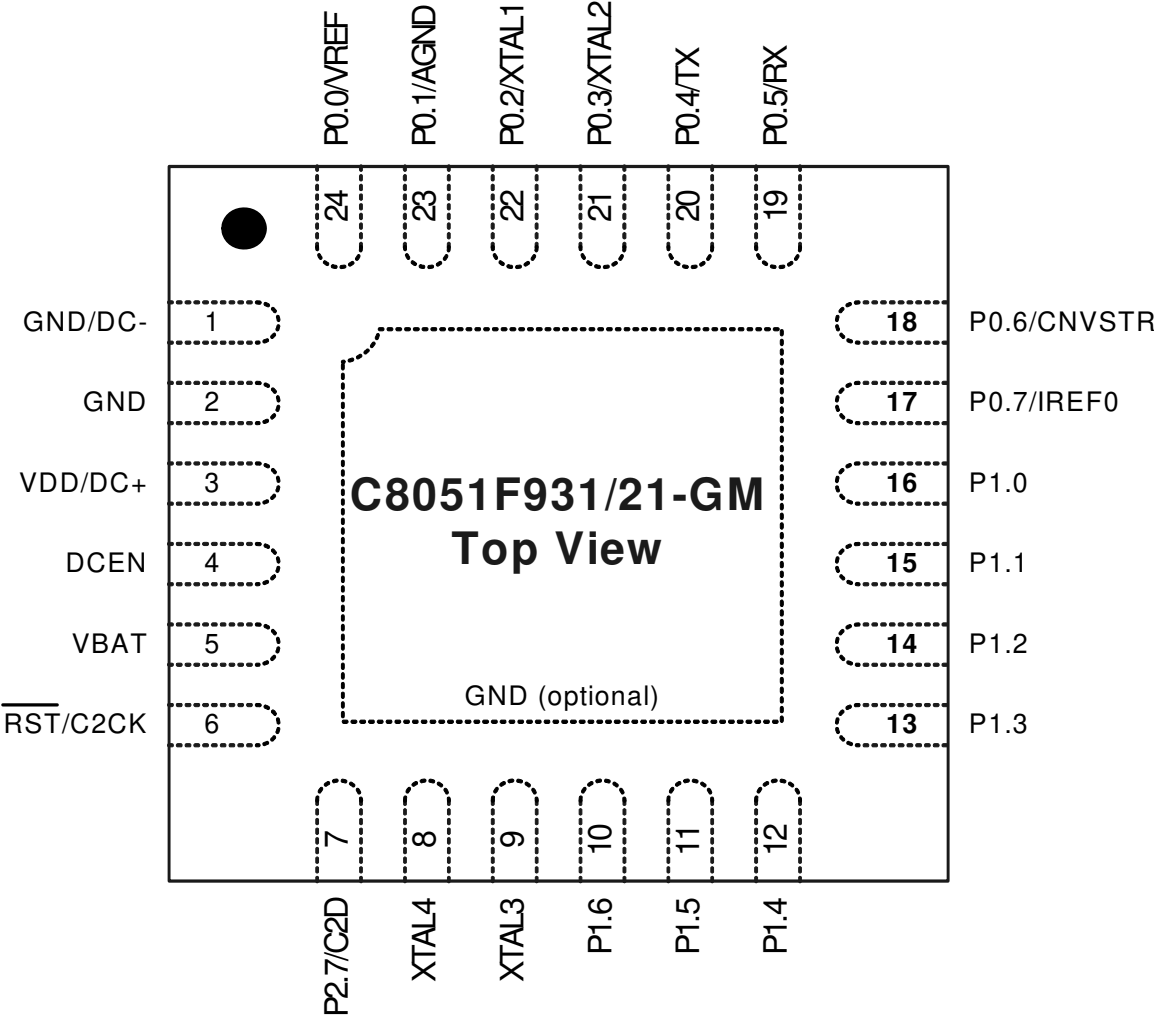 P0.0/VREF
P0.1/AGND
P0.2/XTAL1
P0.3/XTAL2
P0.4/TX
P0.5/RX
24
23
22
21
20
19
GND/DC-
1
18
P0.6/CNVSTR
GND
2
17
P0.7/IREF0
VDD/DC+
3
16
P1.0
C8051F931/21-GM
Top View
DCEN
4
15
P1.1
VBAT
5
14
P1.2
GND (optional)
RST/C2CK
6
13
P1.3
7
8
9
10
11
12
P2.7/C2D
XTAL4
XTAL3
P1.6
P1.5
P1.4